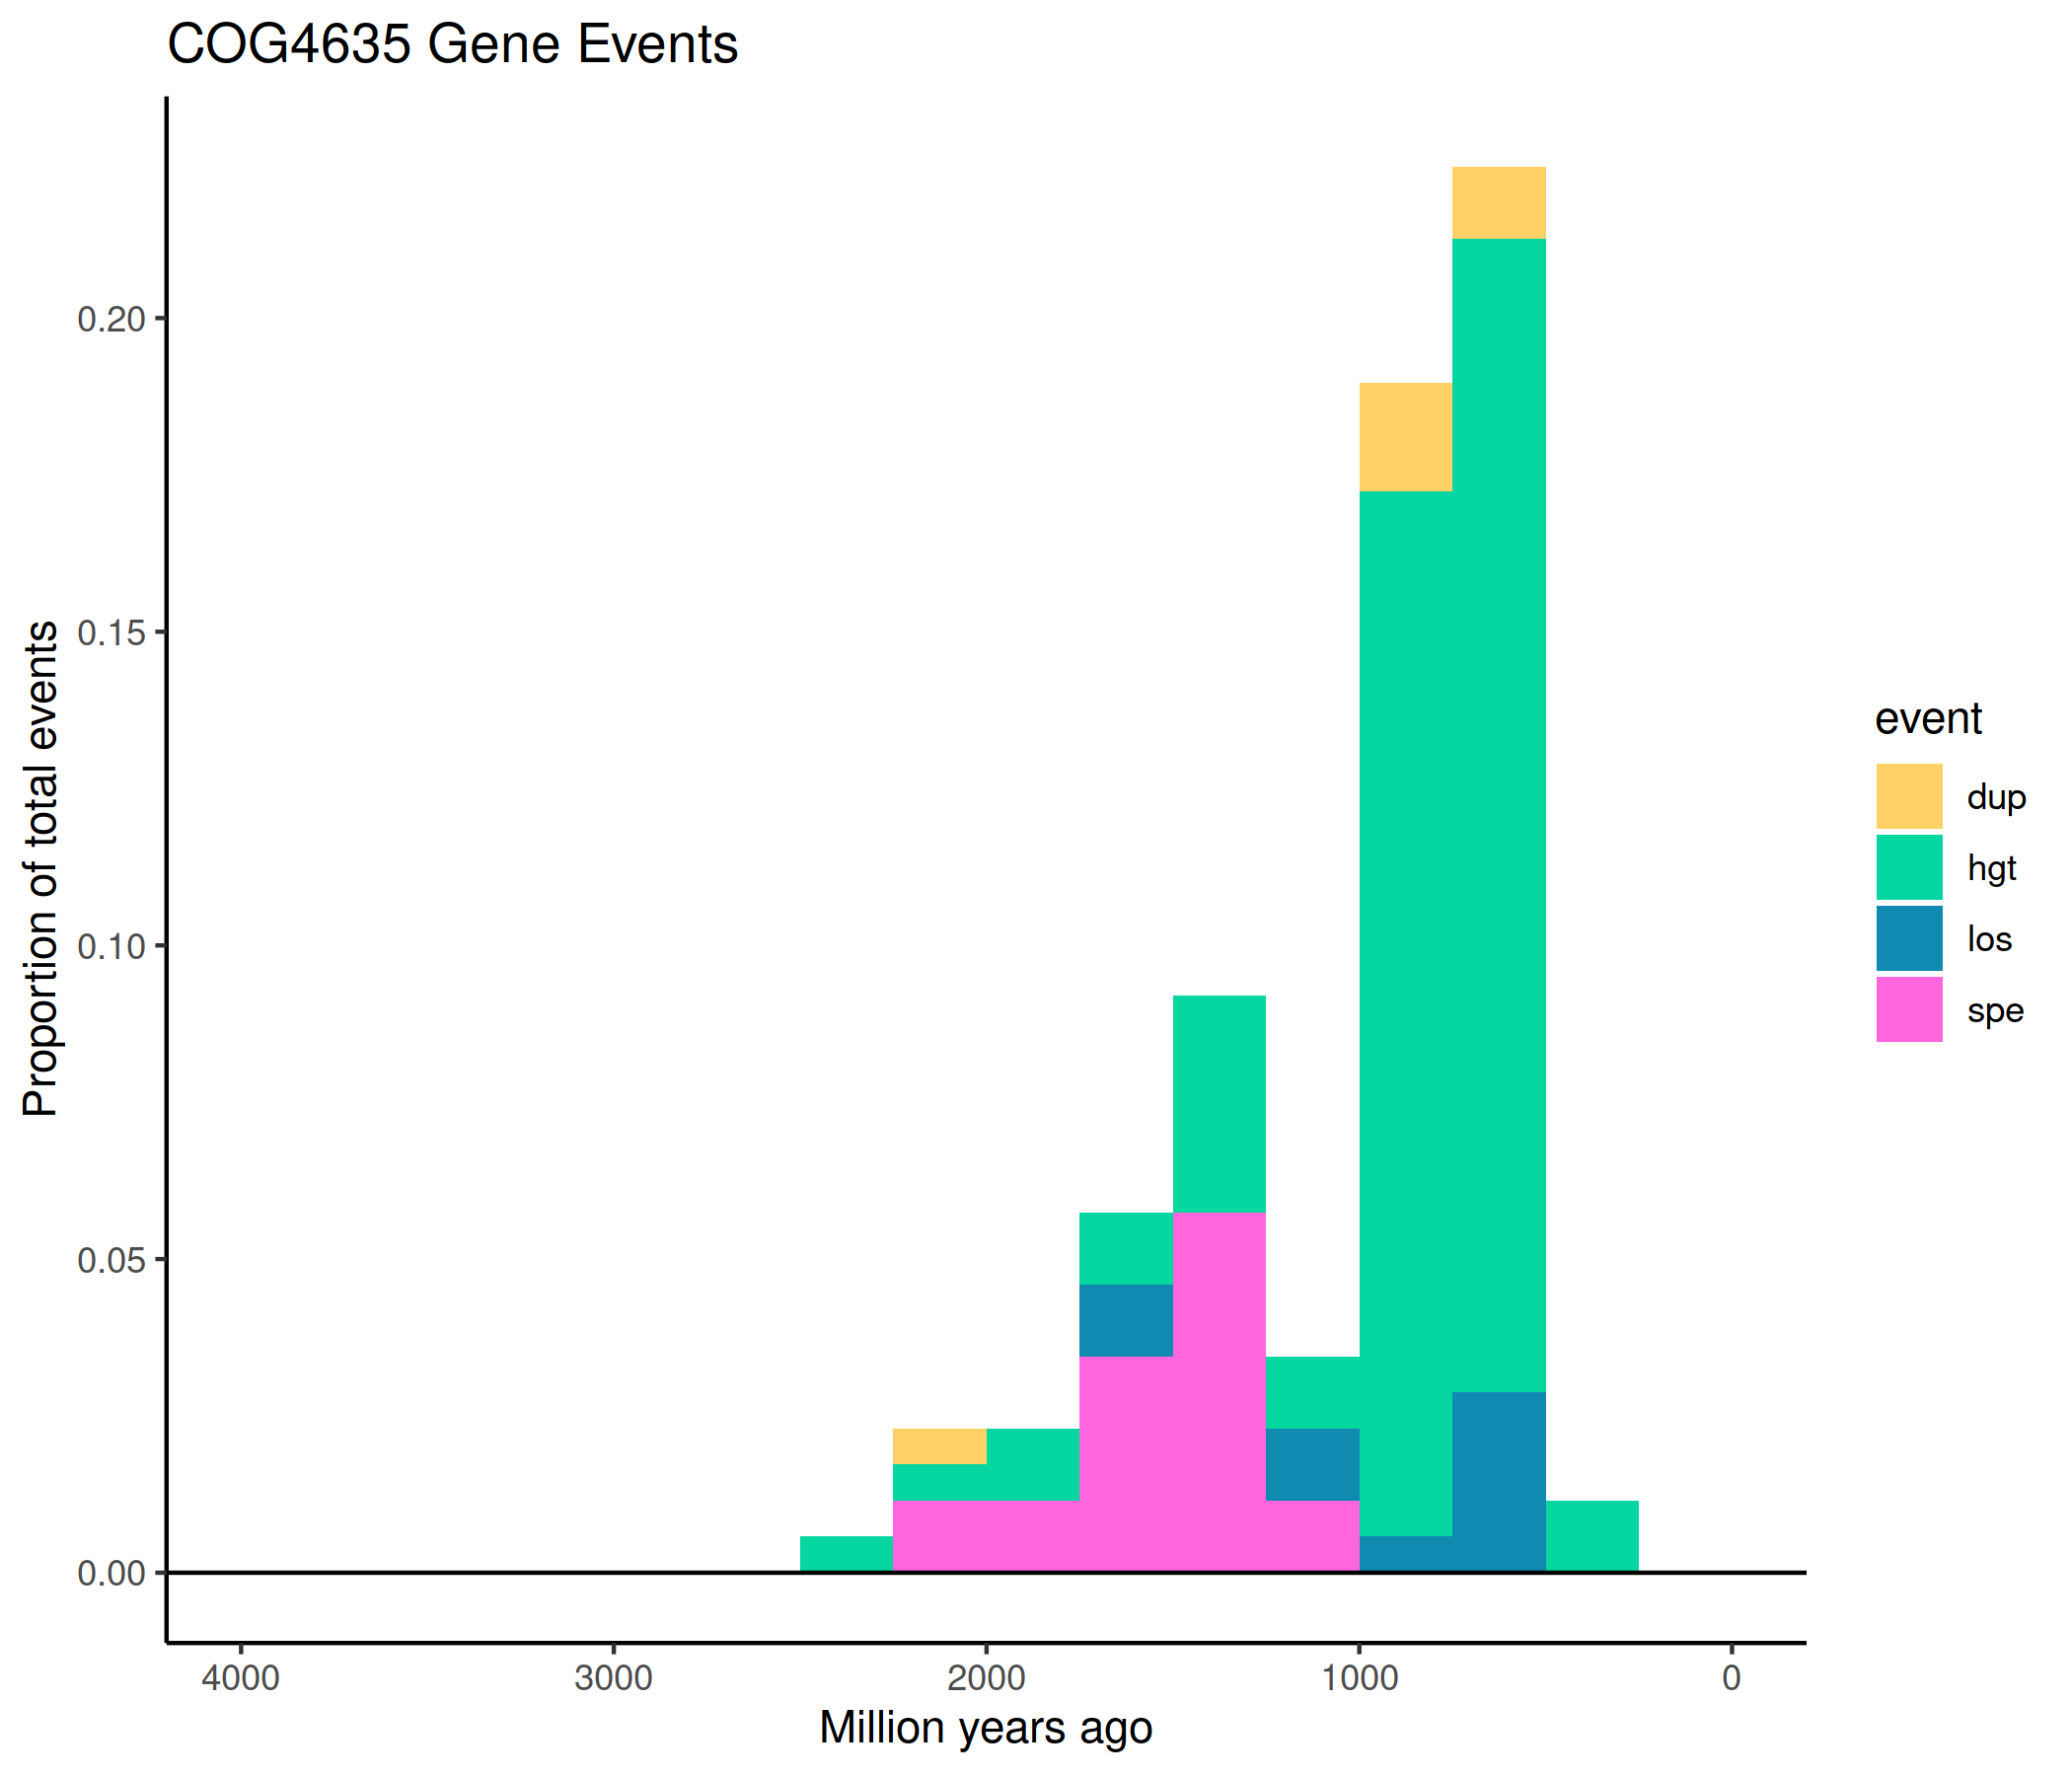 COG4635 Gene Events
Proportion of total events
0.20
0.15
0.10
0.05
0.00
4000 3000 2000 1000 0
Million years ago
event
dup
hgt
los
spe